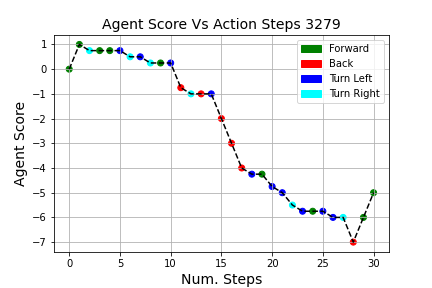 Agent Score Vs Action Steps 3279
1
0
−1
−2
−3
−4
−5
−6
−7
Agent Score
Forward
Back
Turn Left
Turn Right
0 5 10 15 20 25 30
Num. Steps